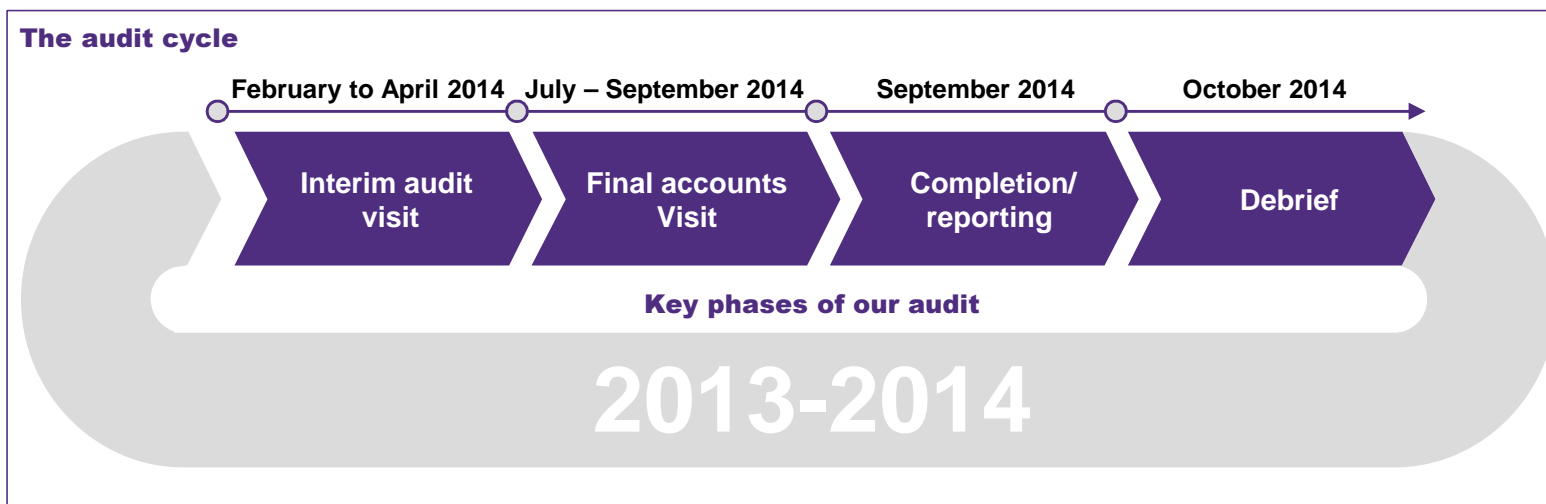 The audit cycle
February to April 2014
July – September 2014
September 2014
October 2014
Interim audit
visit
Final accounts
Visit
Completion/
reporting
Debrief
Key phases of our audit
2013-2014